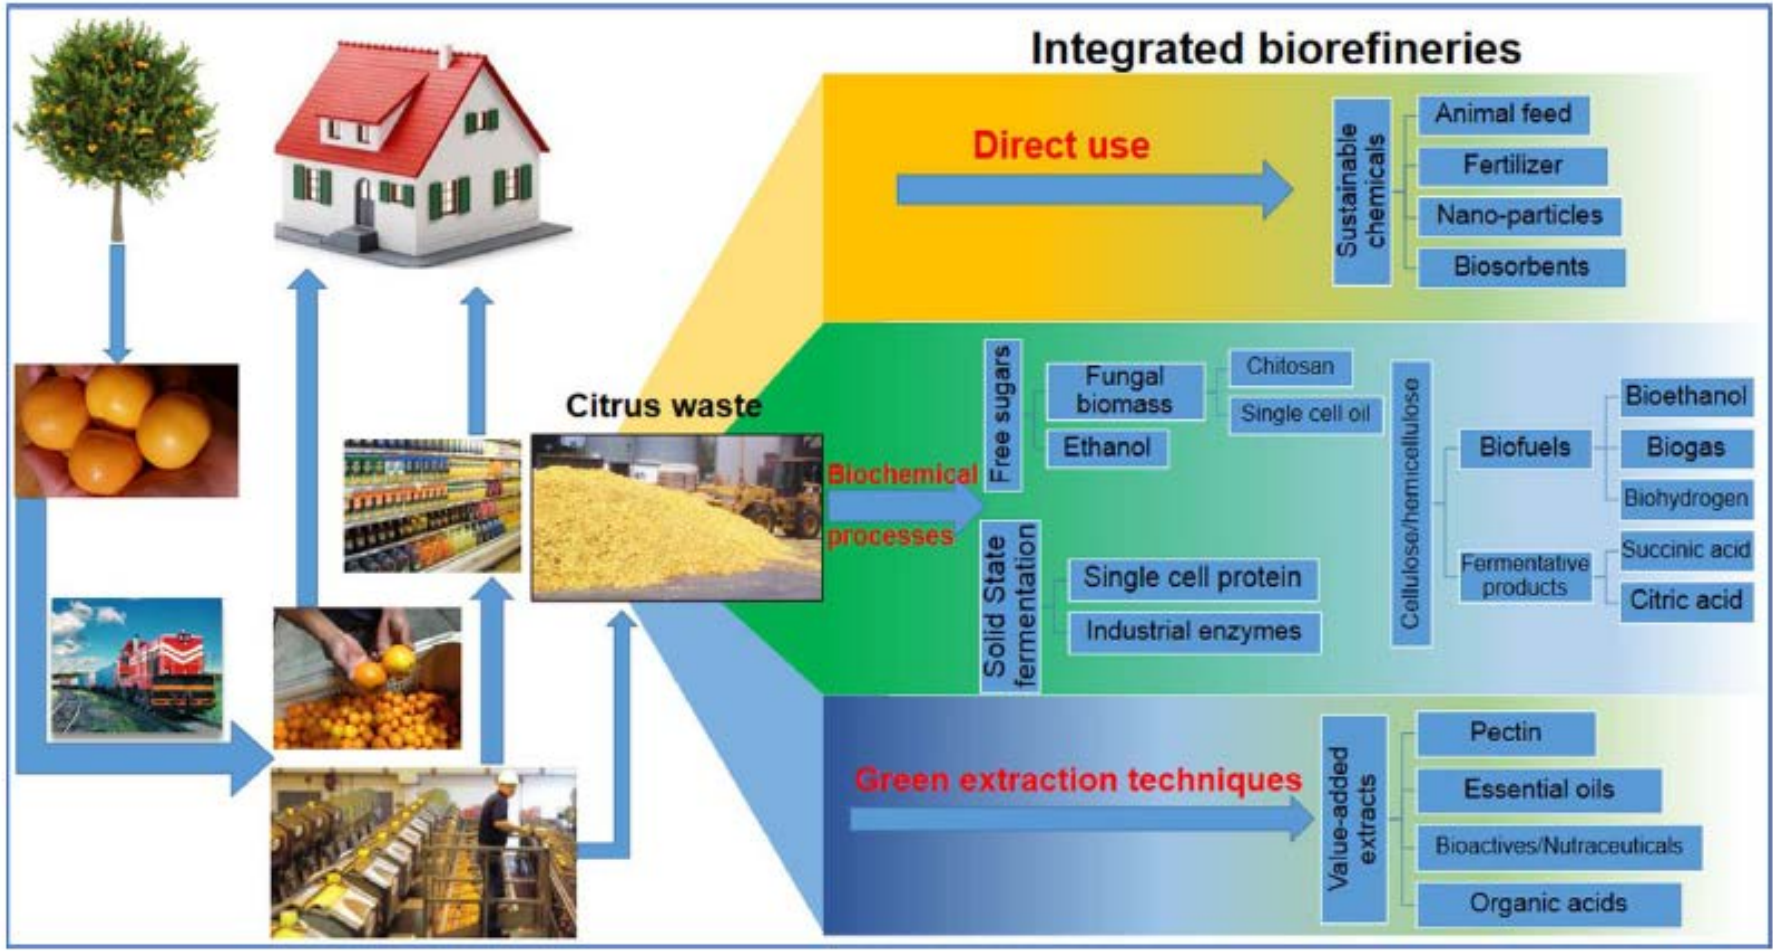 Integrated biorefineries
Direct use
Sustainable
chemicals
Animal feed
Fertilizer
Nano-particles
Biosorbents
Citrus waste
Biochemical
processes
Free sugars
Fungal
biomass
Chitosan
Single cell oil
Ethanol
Solid State
fermentation
Single cell protein
Industrial enzymes
Cellulose/hemicellulose
Biofuels
Bioethanol
Biogas
Biohydrogen
Fermentative
products
Succinic acid
Citric acid
Green extraction techniques
Value-added
extracts
Pectin
Essential oils
Bioactives/Nutraceuticals
Organic acids